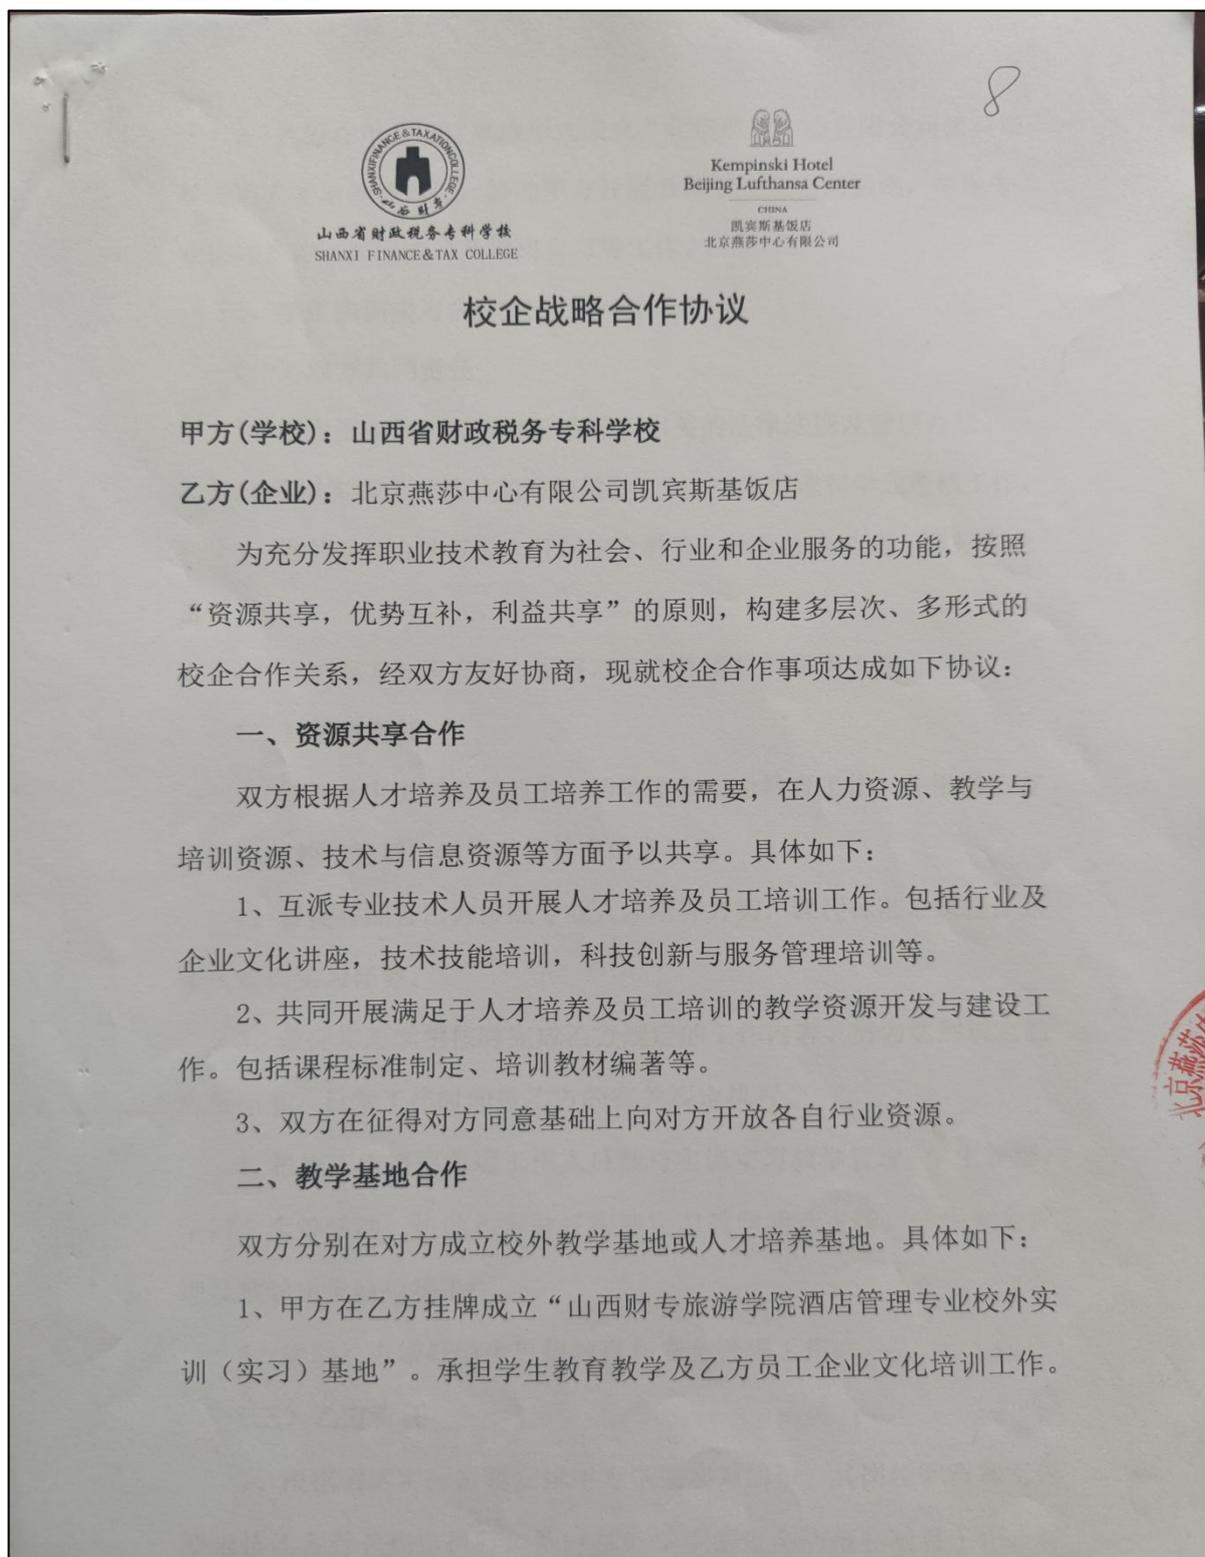 8
SHANXI FINANCE & TAXATION COLLEGE
山西财专
山西省财政税务专科学校
SHANXI FINANCE&TAX COLLEGE
Kempinski Hotel
Beijing Lufthansa Center
CHINA
凯宾斯基饭店
北京燕莎中心有限公司
校企战略合作协议
甲方(学校)：山西省财政税务专科学校
乙方(企业)：北京燕莎中心有限公司凯宾斯基饭店
为充分发挥职业技术教育为社会、行业和企业服务的功能，按照
“资源共享，优势互补，利益共享”的原则，构建多层次、多形式的
校企合作关系，经双方友好协商，现就校企合作事项达成如下协议：
一、资源共享合作
双方根据人才培养及员工培养工作的需要，在人力资源、教学与
培训资源、技术与信息资源等方面予以共享。具体如下：
1、互派专业技术人员开展人才培养及员工培训工作。包括行业及
企业文化讲座，技术技能培训，科技创新与服务管理培训等。
2、共同开展满足于人才培养及员工培训的教学资源开发与建设工
作。包括课程标准制定、培训教材编著等。
3、双方在征得对方同意基础上向对方开放各自行业资源。
二、教学基地合作
双方分别在对方成立校外教学基地或人才培养基地。具体如下：
1、甲方在乙方挂牌成立“山西财专旅游学院酒店管理专业校外实
训（实习）基地”。承担学生教育教学及乙方员工企业文化培训工作。
北京燕莎